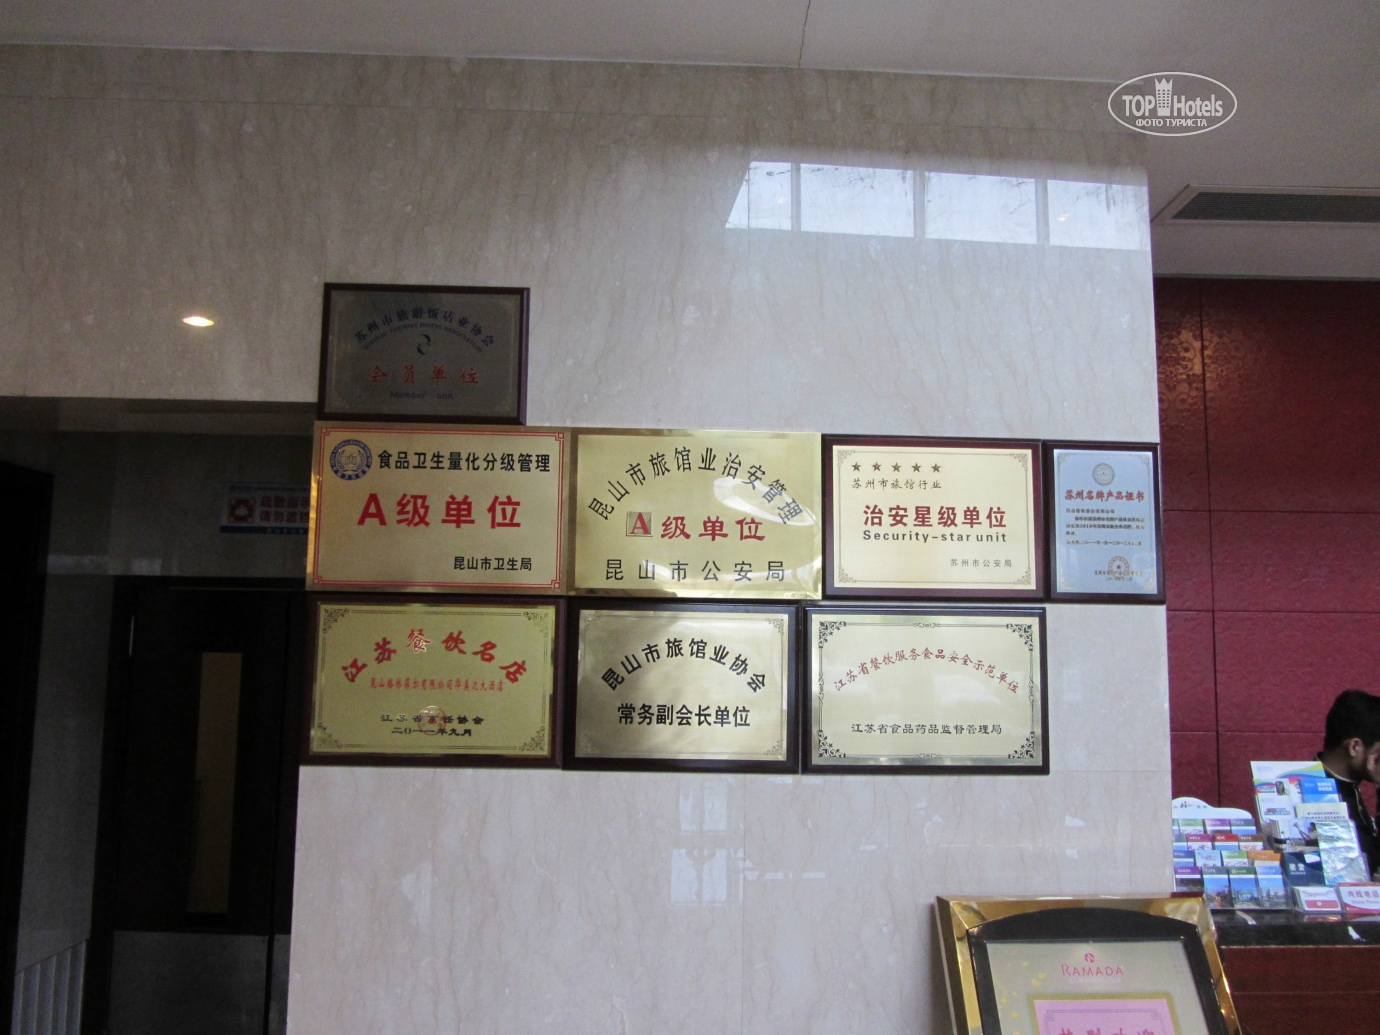 TOP Hotels
ФОТО ТУРИСТА
苏州市旅游饭店业协会
会员单位
Member unit
食品卫生量化分级管理
A级单位
昆山市卫生局
昆山市旅馆业治安管理
A级单位
昆山市公安局
★★★★★
苏州市旅馆行业
治安星级单位
Security-star unit
苏州市公安局
苏州名牌产品证书
江苏餐饮名店
江苏省烹饪协会
二〇一一年九月
昆山市旅馆业协会
常务副会长单位
江苏省餐饮服务食品安全示范单位
江苏省食品药品监督管理局
RAMADA